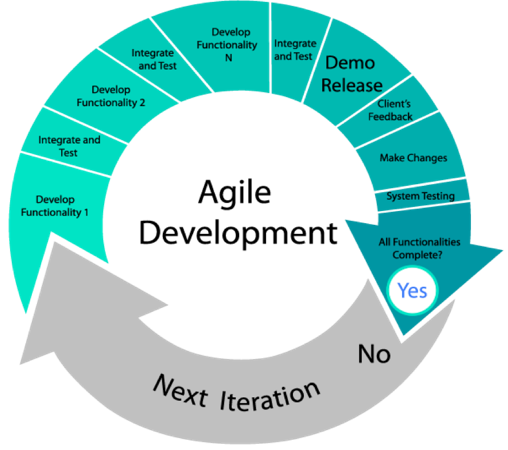 Agile
Development
Develop
Functionality 1
Integrate and
Test
Develop
Functionality 2
Integrate
and Test
Develop
Functionality
N
Integrate
and Test
Demo
Release
Client's
Feedback
Make Changes
System Testing
All Functionalities
Complete?
Yes
No
Next Iteration